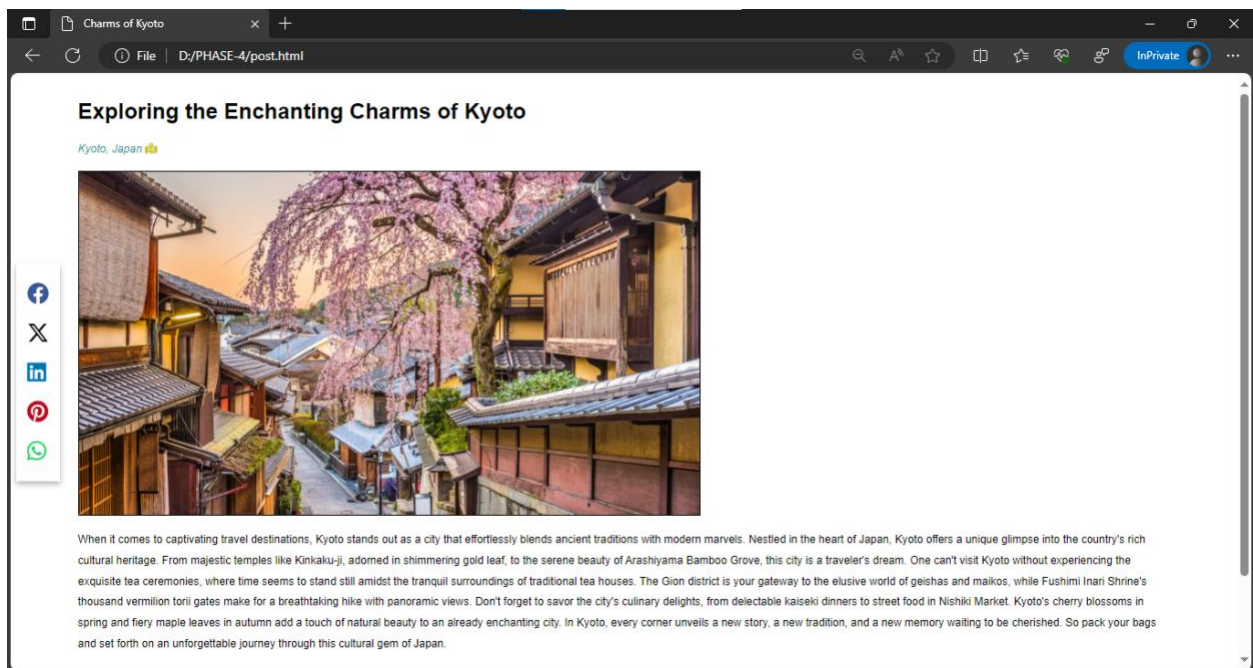 Charms of Kyoto
File | D:/PHASE-4/post.html
InPrivate
Exploring the Enchanting Charms of Kyoto
Kyoto, Japan
When it comes to captivating travel destinations, Kyoto stands out as a city that effortlessly blends ancient traditions with modern marvels. Nestled in the heart of Japan, Kyoto offers a unique glimpse into the country's rich
cultural heritage. From majestic temples like Kinkaku-ji, adorned in shimmering gold leaf, to the serene beauty of Arashiyama Bamboo Grove, this city is a traveler's dream. One can't visit Kyoto without experiencing the
exquisite tea ceremonies, where time seems to stand still amidst the tranquil surroundings of traditional tea houses. The Gion district is your gateway to the elusive world of geishas and maikos, while Fushimi Inari Shrine's
thousand vermilion torii gates make for a breathtaking hike with panoramic views. Don't forget to savor the city's culinary delights, from delectable kaiseki dinners to street food in Nishiki Market. Kyoto's cherry blossoms in
spring and fiery maple leaves in autumn add a touch of natural beauty to an already enchanting city. In Kyoto, every corner unveils a new story, a new tradition, and a new memory waiting to be cherished. So pack your bags
and set forth on an unforgettable journey through this cultural gem of Japan.